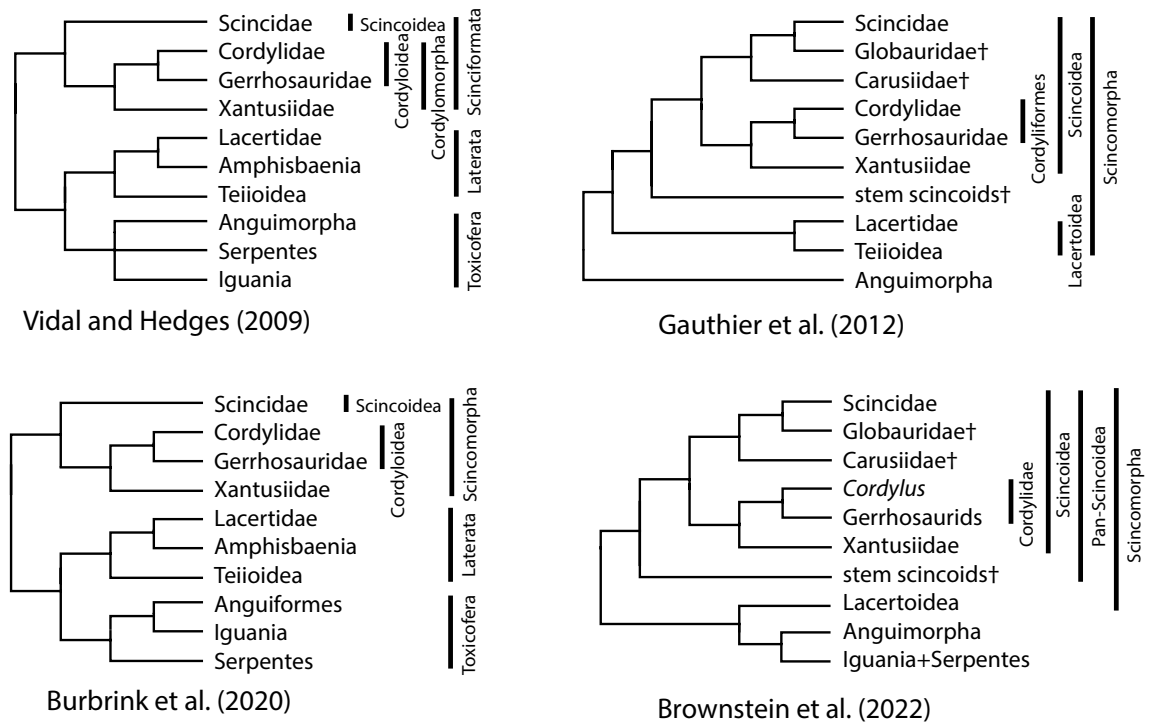 Scincidae
Cordylidae
Gerrhosauridae
Xantusiidae
Lacertidae
Amphisbaenia
Teiioidea
Anguimorpha
Serpentes
Iguania
Scincoidea
Cordyloidea
Cordylomorpha
Scinciformata
Laterata
Toxicofera
Vidal and Hedges (2009)
Scincidae
Globauridae†
Carusiidae†
Cordylidae
Gerrhosauridae
Xantusiidae
stem scincoids†
Lacertidae
Teiioidea
Anguimorpha
Cordyliformes
Scincoidea
Lacertoidea
Scincomorpha
Gauthier et al. (2012)
Scincidae
Cordylidae
Gerrhosauridae
Xantusiidae
Lacertidae
Amphisbaenia
Teiioidea
Anguiformes
Iguania
Serpentes
Scincoidea
Cordyloidea
Scincomorpha
Laterata
Toxicofera
Burbrink et al. (2020)
Scincidae
Globauridae†
Carusiidae†
Cordylus
Gerrhosaurids
Xantusiidae
stem scincoids†
Lacertoidea
Anguimorpha
Iguania+Serpentes
Cordylidae
Scincoidea
Pan-Scincoidea
Scincomorpha
Brownstein et al. (2022)